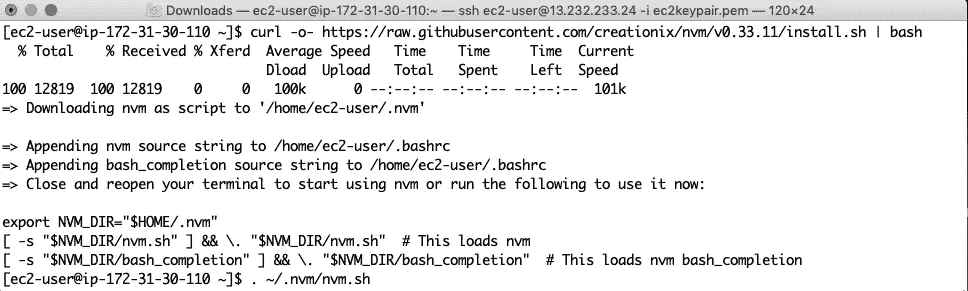 Downloads — ec2-user@ip-172-31-30-110:~ — ssh ec2-user@13.232.233.24 -i ec2keypair.pem — 120×24
[ec2-user@ip-172-31-30-110 ~]$ curl -o- https://raw.githubusercontent.com/creationix/nvm/v0.33.11/install.sh | bash
  % Total    % Received % Xferd  Average Speed   Time    Time     Time  Current
                                 Dload  Upload   Total   Spent    Left  Speed
100 12819  100 12819    0     0   100k      0 --:--:-- --:--:-- --:--:--  101k
=> Downloading nvm as script to '/home/ec2-user/.nvm'

=> Appending nvm source string to /home/ec2-user/.bashrc
=> Appending bash_completion source string to /home/ec2-user/.bashrc
=> Close and reopen your terminal to start using nvm or run the following to use it now:

export NVM_DIR="$HOME/.nvm"
[ -s "$NVM_DIR/nvm.sh" ] && \. "$NVM_DIR/nvm.sh"  # This loads nvm
[ -s "$NVM_DIR/bash_completion" ] && \. "$NVM_DIR/bash_completion"  # This loads nvm bash_completion
[ec2-user@ip-172-31-30-110 ~]$ . ~/.nvm/nvm.sh